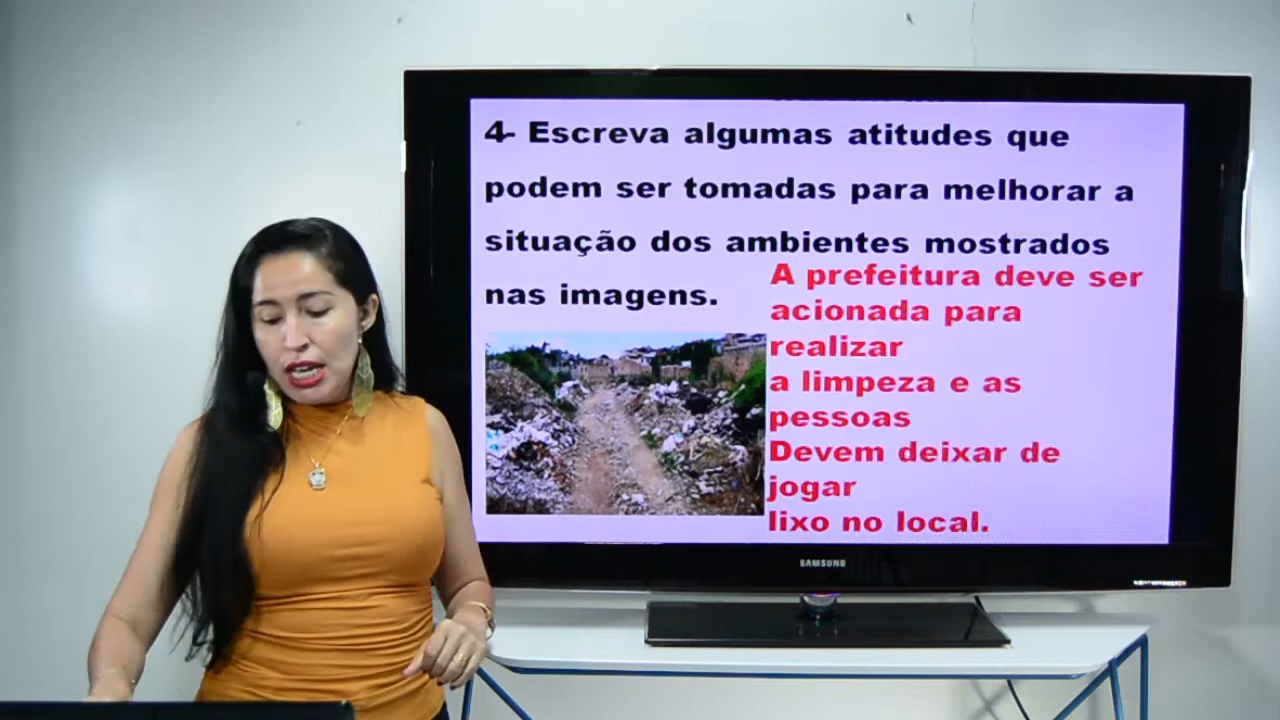 4- Escreva algumas atitudes que
podem ser tomadas para melhorar a
situação dos ambientes mostrados
nas imagens.
A prefeitura deve ser
acionada para
realizar
a limpeza e as
pessoas
Devem deixar de
jogar
lixo no local.
SAMSUNG